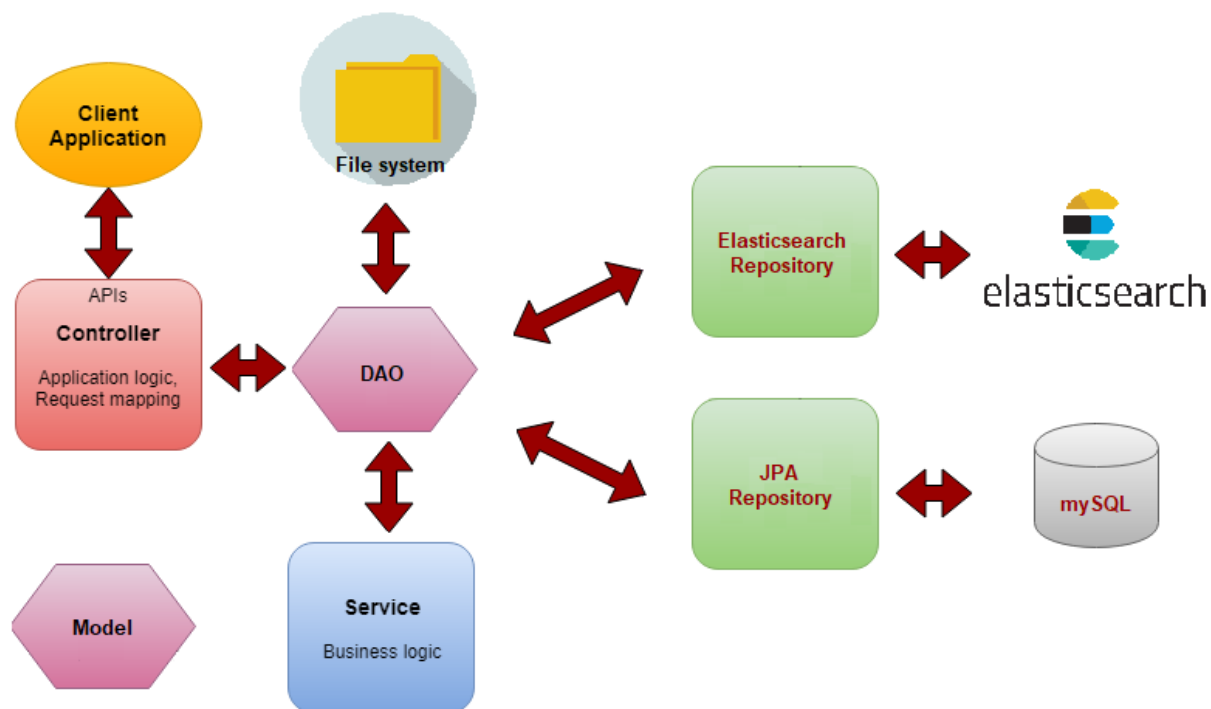 Client
Application
File system
APIs
Controller
Application logic,
Request mapping
DAO
Elasticsearch
Repository
elasticsearch
JPA
Repository
mySQL
Model
Service
Business logic